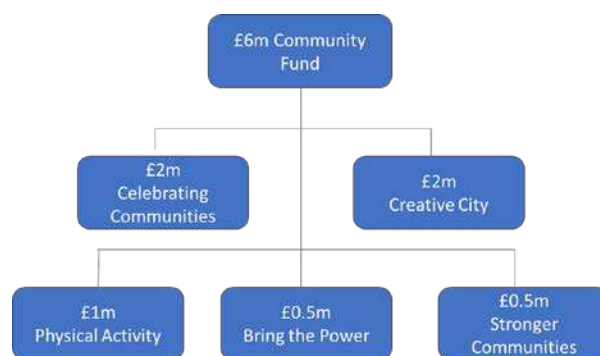 £6m Community
Fund
£2m
Celebrating
Communities
£2m
Creative City
£1m
Physical Activity
£0.5m
Bring the Power
£0.5m
Stronger
Communities